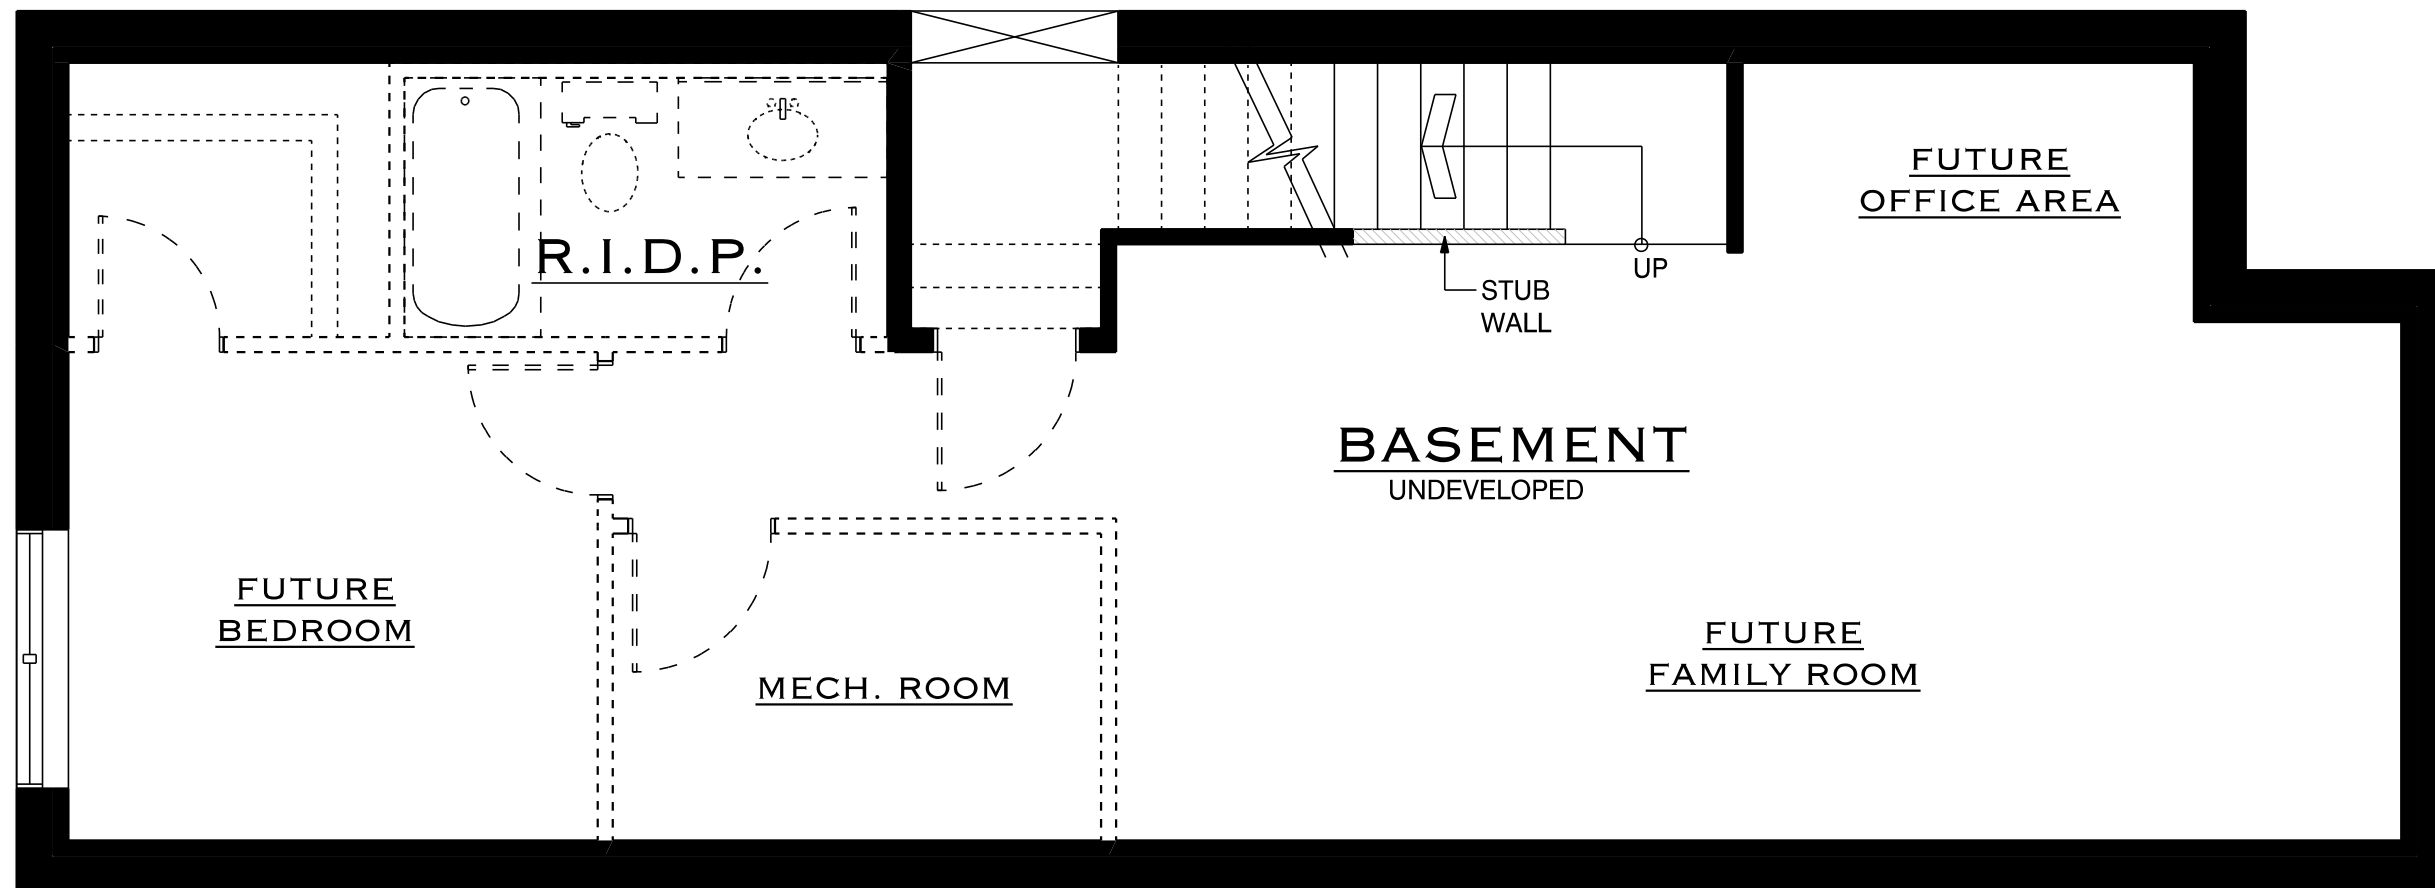 FUTURE
OFFICE AREA
R.I.D.P.
UP
STUB
WALL
BASEMENT
UNDEVELOPED
FUTURE
BEDROOM
FUTURE
FAMILY ROOM
MECH. ROOM